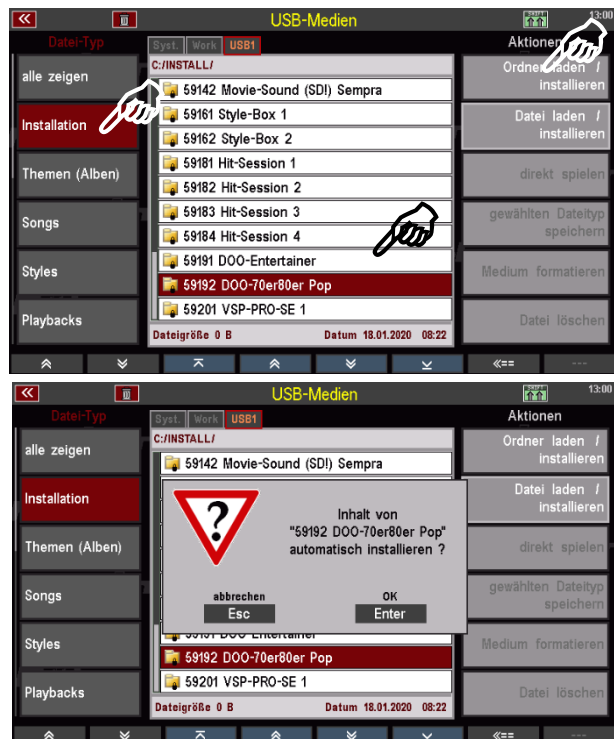 USB-Medien
13:00
Datei-Typ
Syst. Work USB1
Aktionen
alle zeigen
Installation
Themen (Alben)
Songs
Styles
Playbacks
C:/INSTALL/
59142 Movie-Sound (SD!) Sempra
59161 Style-Box 1
59162 Style-Box 2
59181 Hit-Session 1
59182 Hit-Session 2
59183 Hit-Session 3
59184 Hit-Session 4
59191 DOO-Entertainer
59192 DOO-70er80er Pop
59201 VSP-PRO-SE 1
Dateigröße 0 B Datum 18.01.2020 08:22
Ordner laden /
installieren
Datei laden /
installieren
direkt spielen
gewählten Dateityp
speichern
Medium formatieren
Datei löschen
«==
---
USB-Medien
13:00
Datei-Typ
Syst. Work USB1
Aktionen
alle zeigen
Installation
Themen (Alben)
Songs
Styles
Playbacks
C:/INSTALL/
59142 Movie-Sound (SD!) Sempra
?
Inhalt von
"59192 DOO-70er80er Pop"
automatisch installieren ?
abbrechen
Esc
OK
Enter
59191 DOO-Entertainer
59192 DOO-70er80er Pop
59201 VSP-PRO-SE 1
Dateigröße 0 B Datum 18.01.2020 08:22
Ordner laden /
installieren
Datei laden /
installieren
direkt spielen
gewählten Dateityp
speichern
Medium formatieren
Datei löschen
«==
---